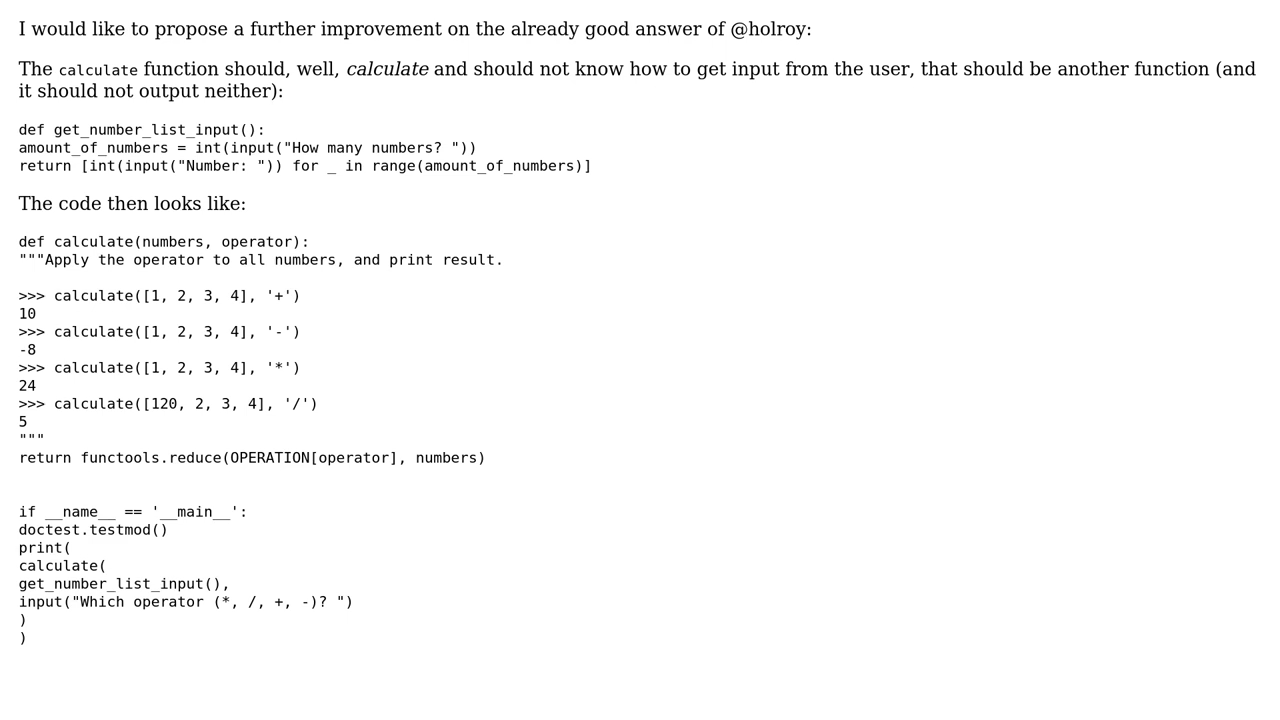 I would like to propose a further improvement on the already good answer of @holroy:
The calculate function should, well, calculate and should not know how to get input from the user, that should be another function (and
it should not output neither):
def get_number_list_input():
amount_of_numbers = int(input("How many numbers? "))
return [int(input("Number: ")) for _ in range(amount_of_numbers)]
The code then looks like:
def calculate(numbers, operator):
"""Apply the operator to all numbers, and print result.
>>> calculate([1, 2, 3, 4], '+')
10
>>> calculate([1, 2, 3, 4], '-')
-8
>>> calculate([1, 2, 3, 4], '*')
24
>>> calculate([120, 2, 3, 4], '/')
5
"""
return functools.reduce(OPERATION[operator], numbers)
if __name__ == '__main__':
doctest.testmod()
print(
calculate(
get_number_list_input(),
input("Which operator (*, /, +, -)? ")
)
)